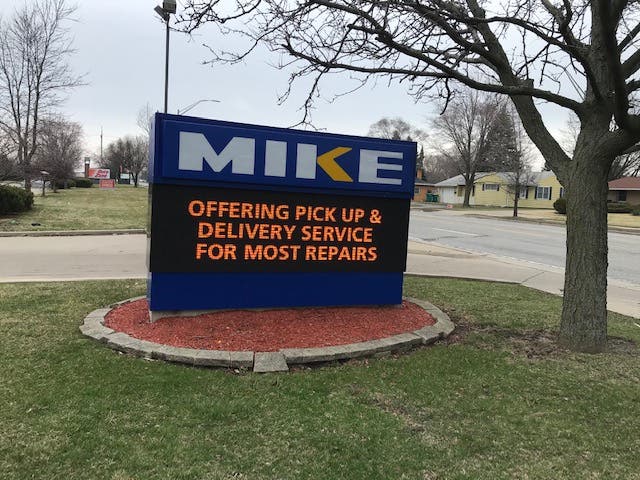 MIKE
OFFERING PICK UP &
DELIVERY SERVICE
FOR MOST REPAIRS